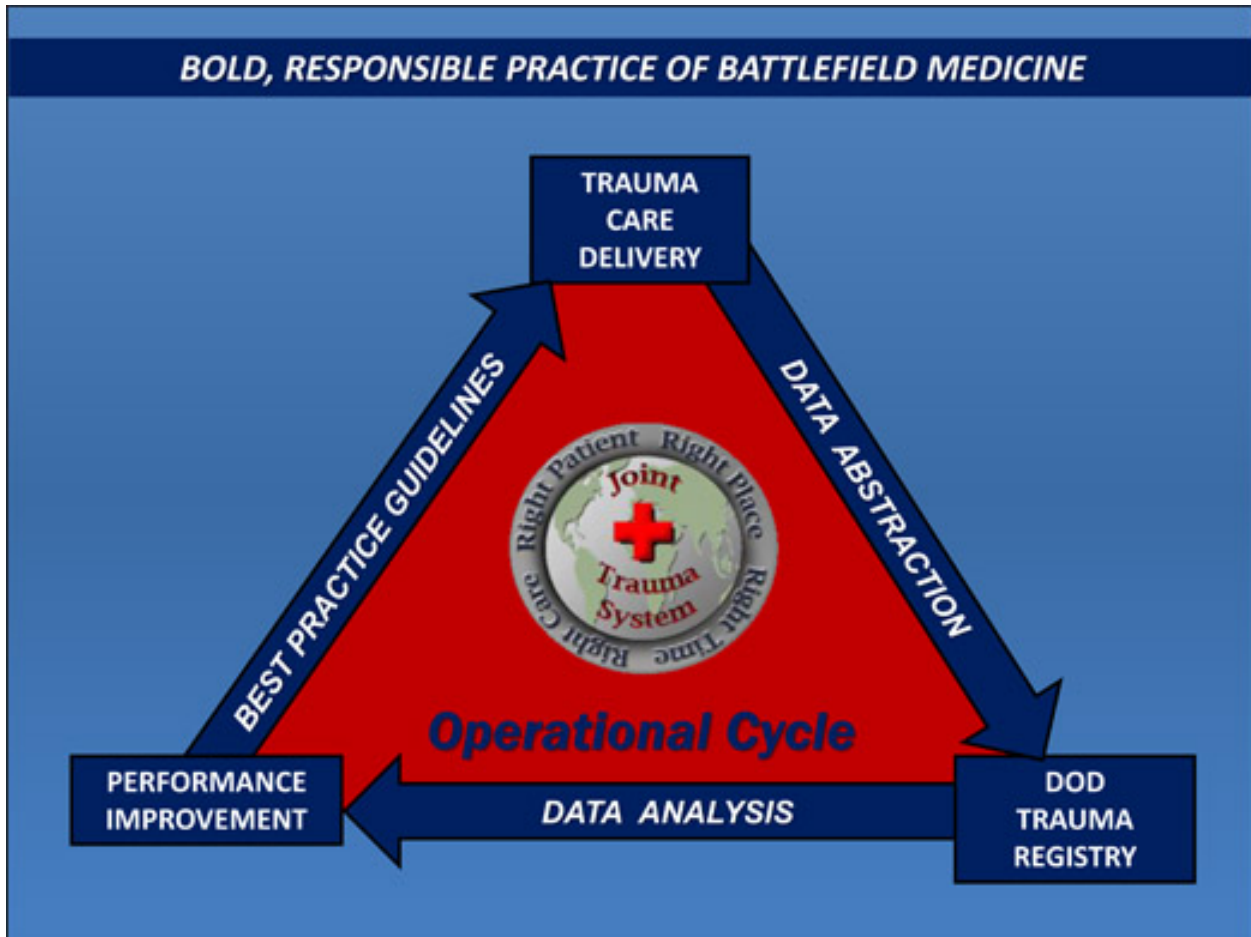 BOLD, RESPONSIBLE PRACTICE OF BATTLEFIELD MEDICINE
TRAUMA
CARE
DELIVERY
BEST PRACTICE GUIDELINES
DATA ABSTRACTION
Right Patient Right Place Right Time Right Care
Joint
Trauma
System
Operational Cycle
PERFORMANCE
IMPROVEMENT
DATA ANALYSIS
DOD
TRAUMA
REGISTRY